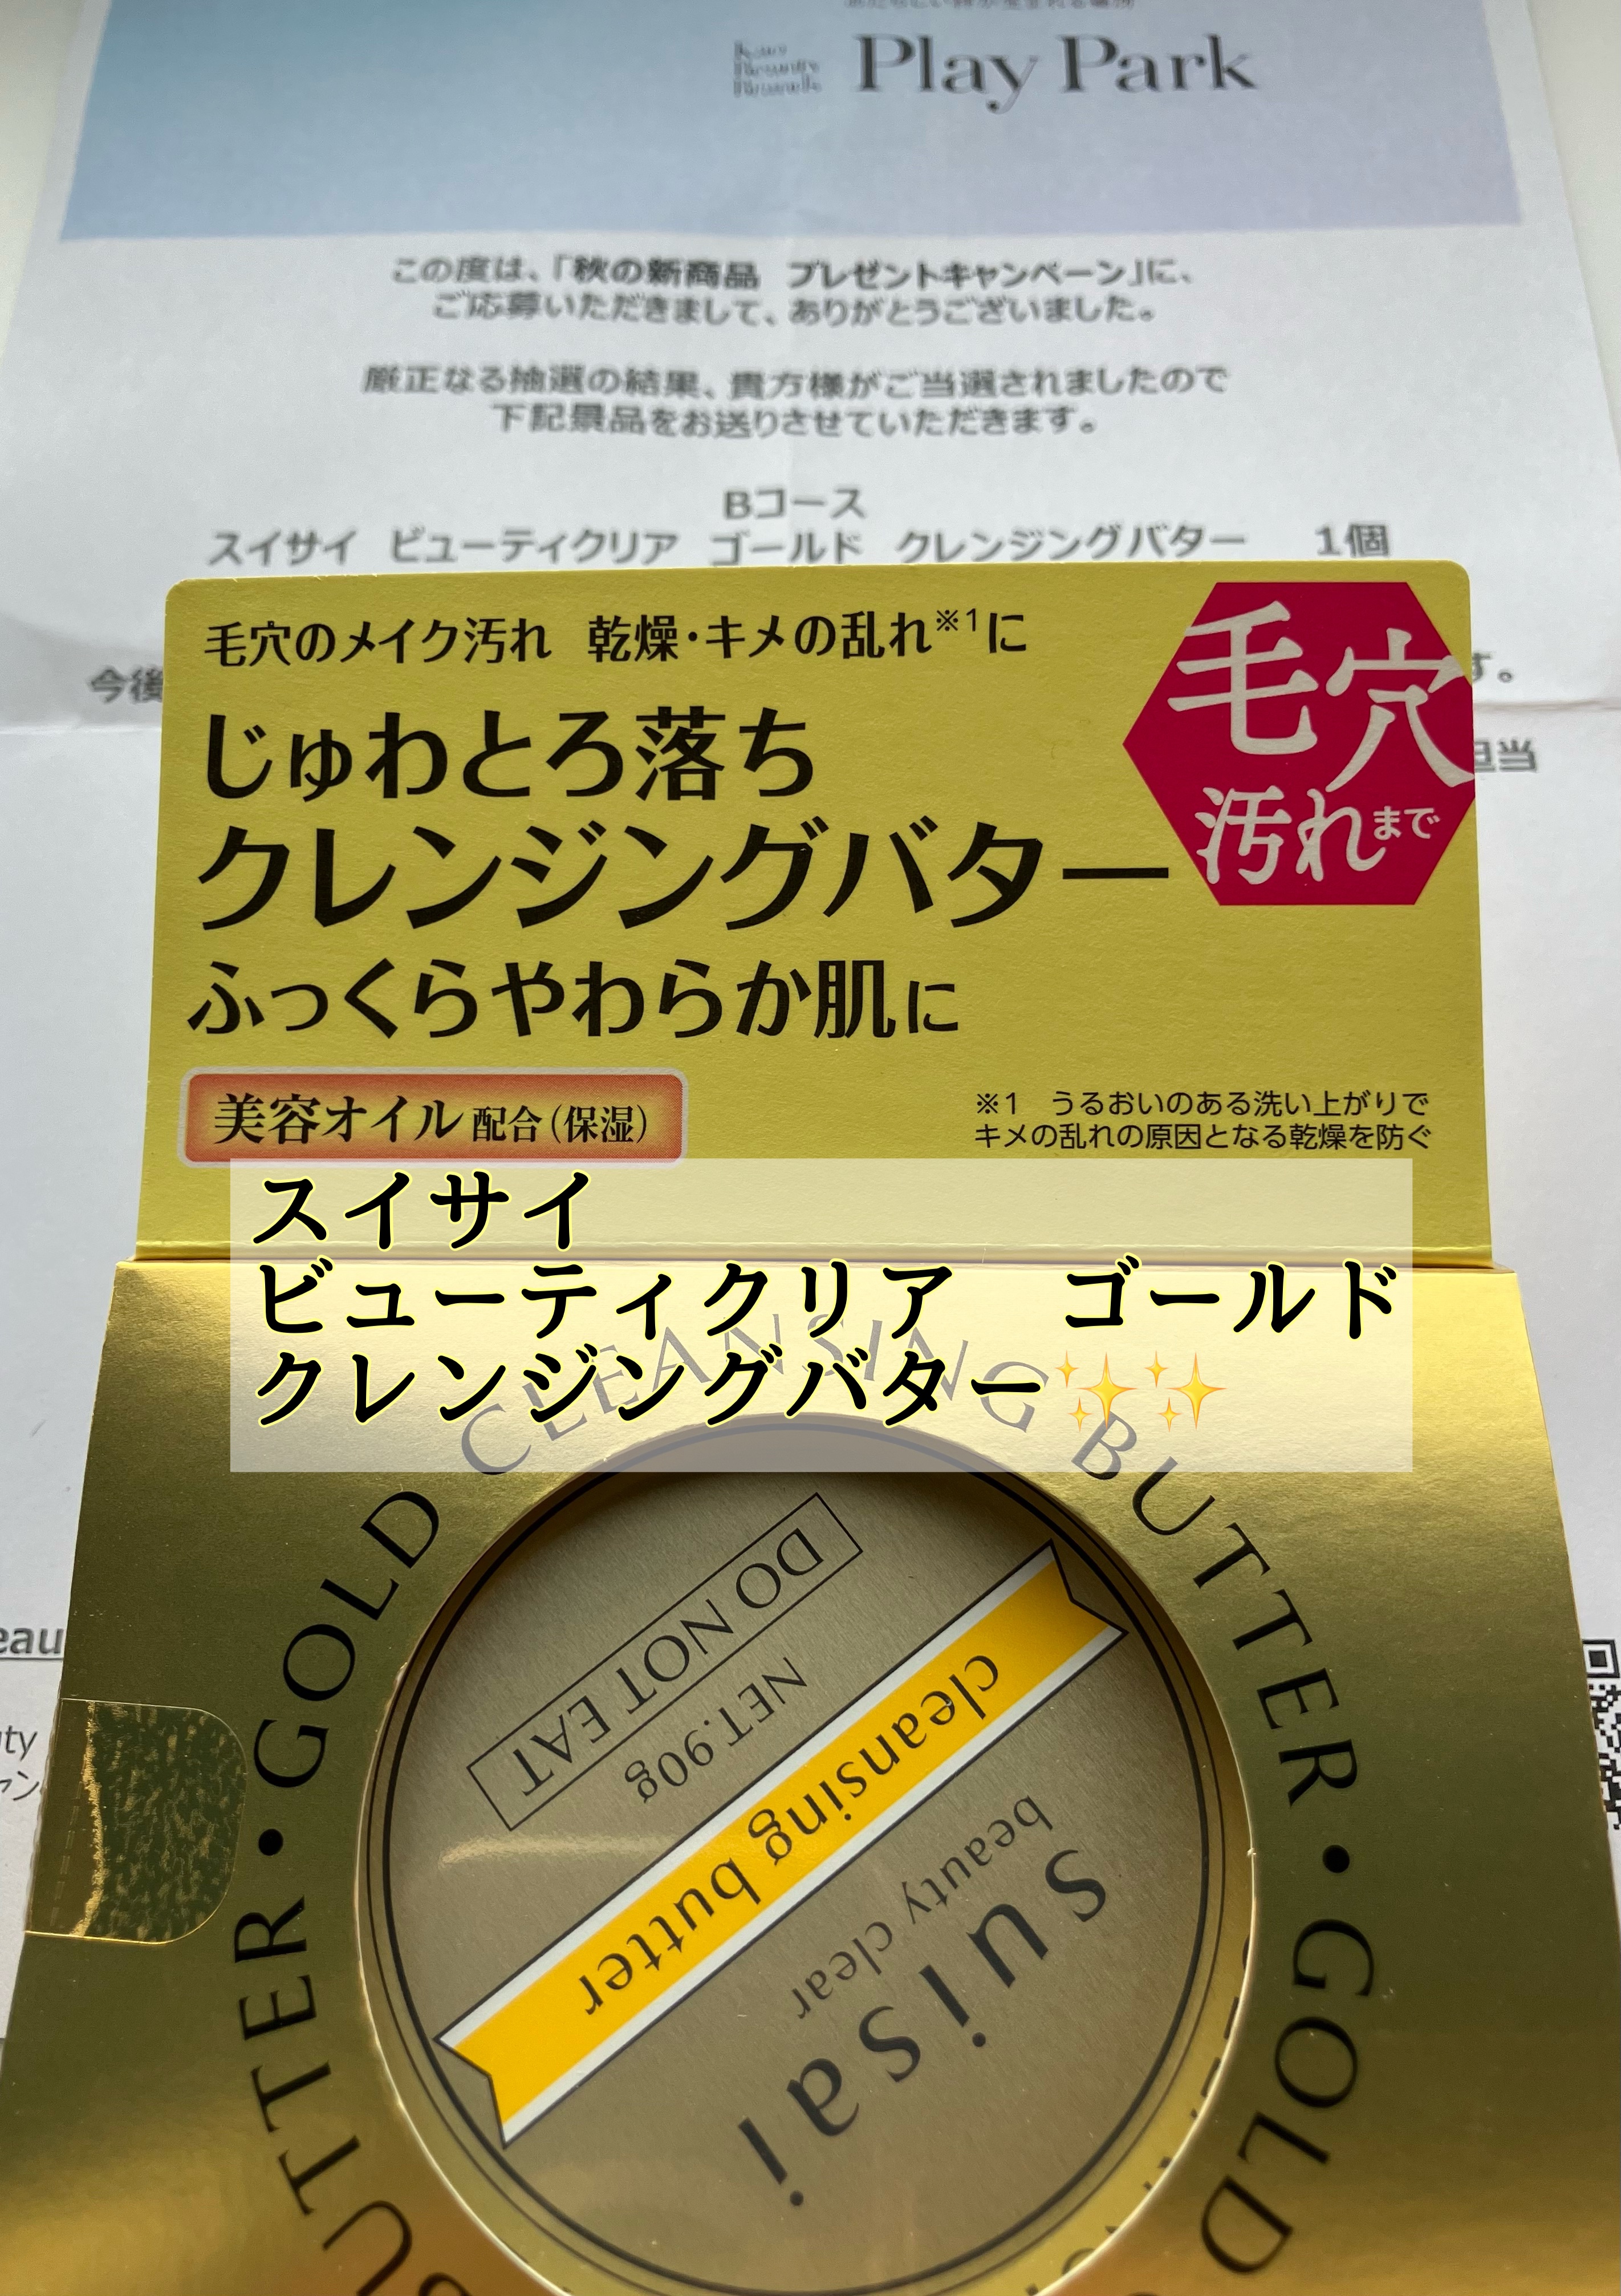 Kao
Beauty
Brands
Play Park
この度は、「秋の新商品　プレゼントキャンペーン」に、
ご応募いただきまして、ありがとうございました。
厳正なる抽選の結果、貴方様がご当選されましたので
下記景品をお送りさせていただきます。
Bコース
スイサイ　ビューティクリア　ゴールド　クレンジングバター　1個
今後
す。
担当
毛穴のメイク汚れ　乾燥・キメの乱れ※1に
じゅわとろ落ち
クレンジングバター
ふっくらやわらか肌に
毛穴
汚れまで
美容オイル配合（保湿）
※1　うるおいのある洗い上がりで
キメの乱れの原因となる乾燥を防ぐ
スイサイ
ビューティクリア　ゴールド
クレンジングバター✨✨
GOLD CLEANSING BUTTER・GOLD
BUTTER・
suisai
beauty clear
cleansing butter
NET.90g
DO NOT EAT